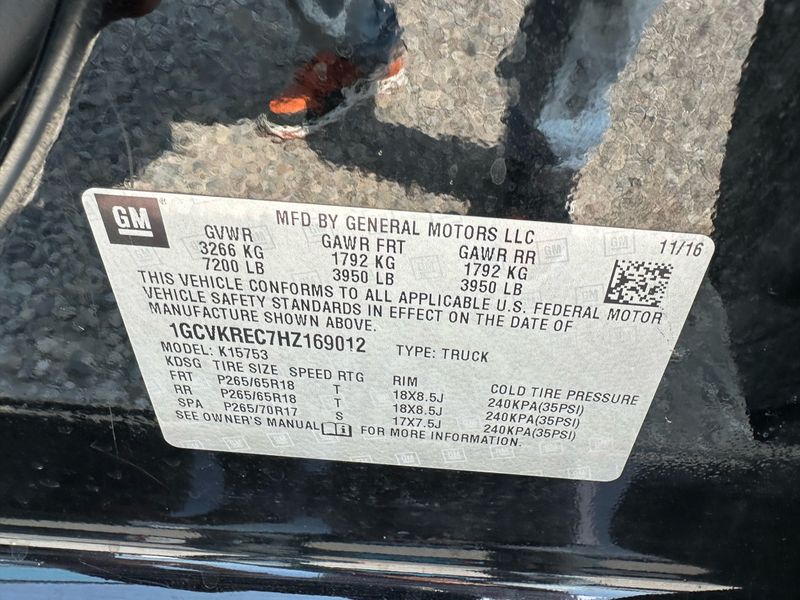 GM
MFD BY GENERAL MOTORS LLC
11/16
GVWR GAWR FRT GAWR RR
3266 KG 1792 KG 1792 KG
7200 LB 3950 LB 3950 LB
THIS VEHICLE CONFORMS TO ALL APPLICABLE U.S. FEDERAL MOTOR
VEHICLE SAFETY STANDARDS IN EFFECT ON THE DATE OF
MANUFACTURE SHOWN ABOVE.
1GCVKREC7HZ169012 TYPE: TRUCK
MODEL: K15753
KDSG TIRE SIZE SPEED RTG RIM COLD TIRE PRESSURE
FRT P265/65R18 T 18X8.5J 240KPA(35PSI)
RR P265/65R18 T 18X8.5J 240KPA(35PSI)
SPA P265/70R17 S 17X7.5J 240KPA(35PSI)
SEE OWNER'S MANUAL FOR MORE INFORMATION.